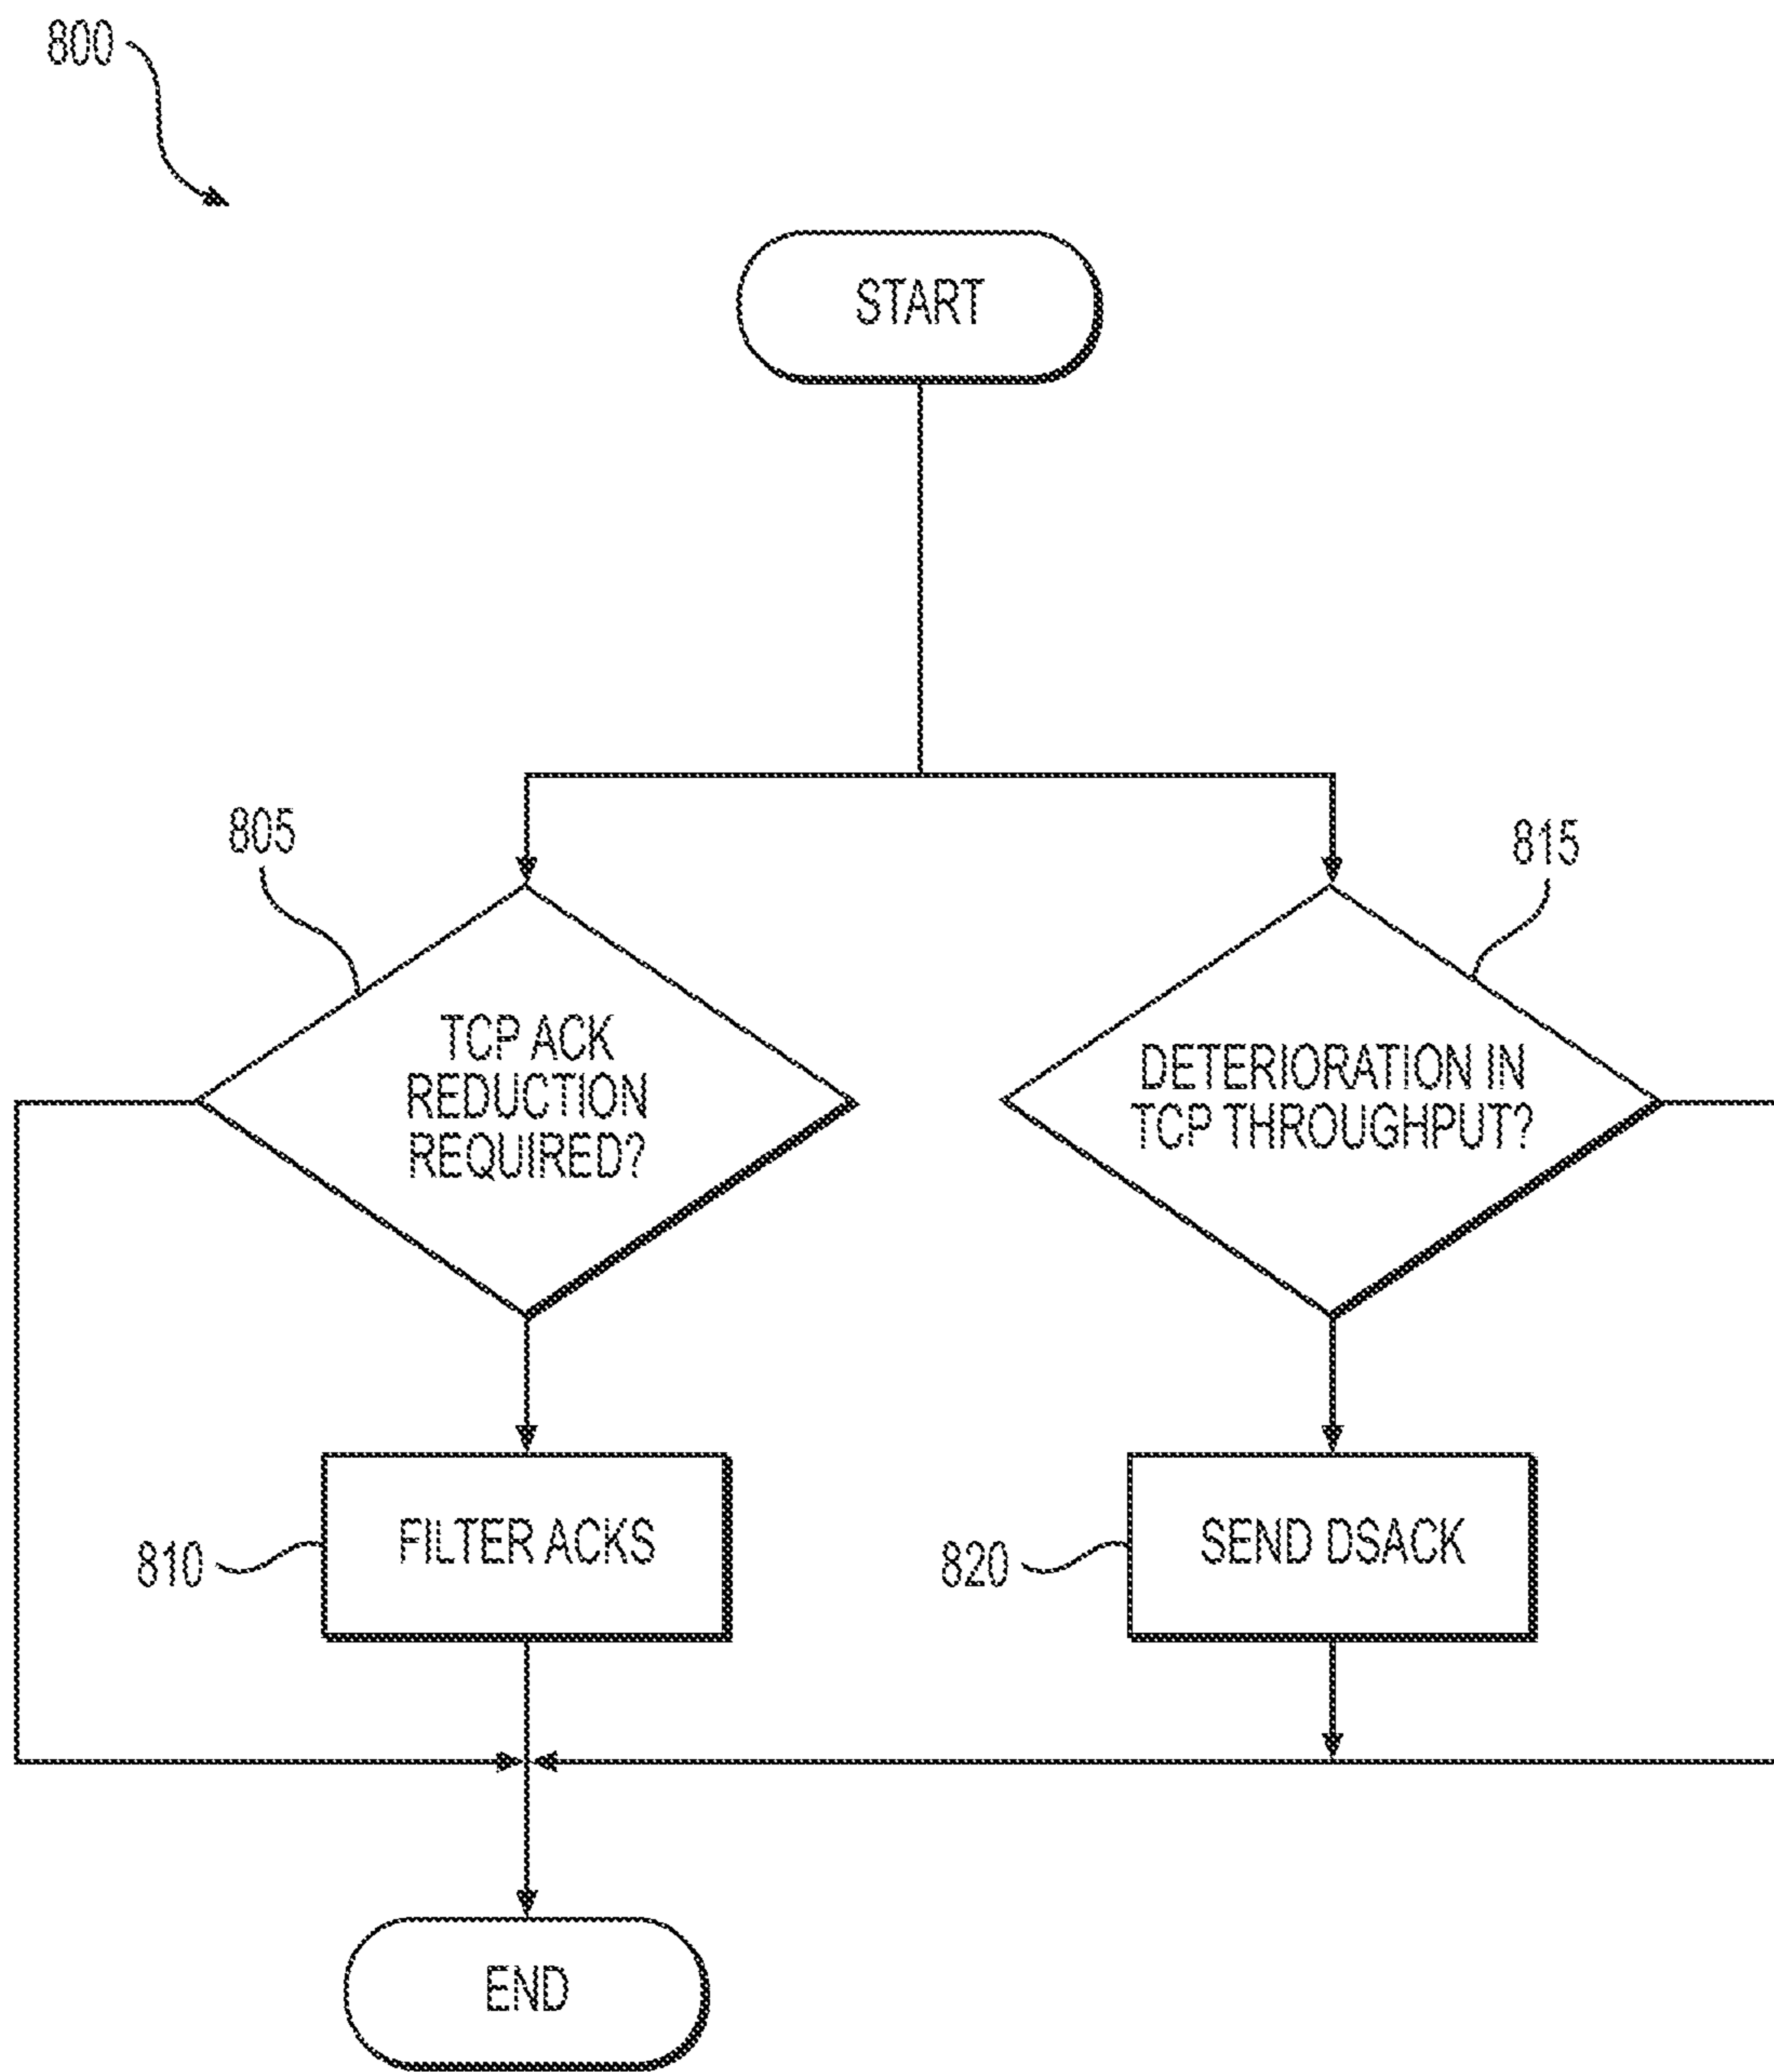 800
START
805
815
TCP ACK
REDUCTION
REQUIRED?
DETERIORATION IN
TCP THROUGHPUT?
810
FILTER ACKS
820
SEND DSACK
END